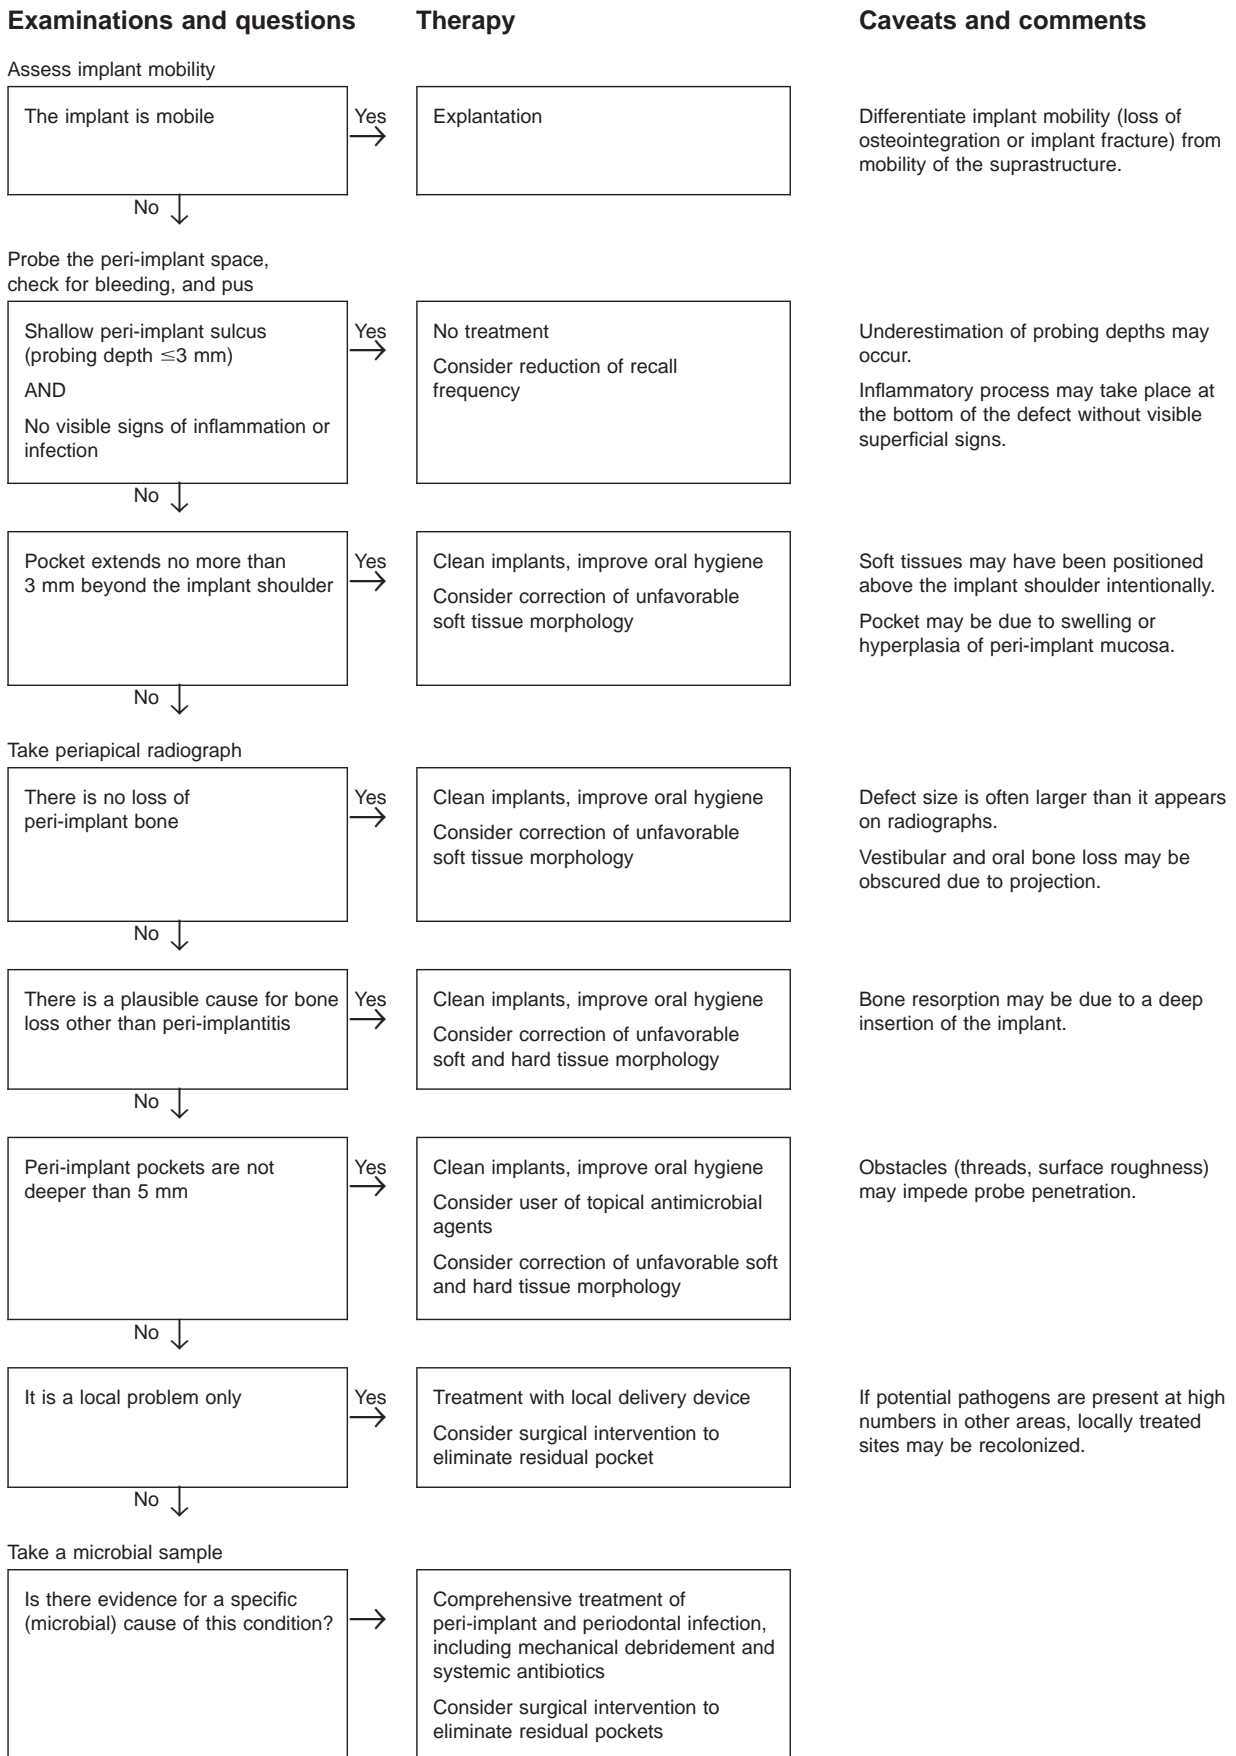 Examinations and questions
Therapy
Caveats and comments
Assess implant mobility
The implant is mobile
Yes
Explantation
Differentiate implant mobility (loss of
osteointegration or implant fracture) from
mobility of the suprastructure.
No
Probe the peri-implant space,
check for bleeding, and pus
Shallow peri-implant sulcus
(probing depth ≤3 mm)
AND
No visible signs of inflammation or
infection
Yes
No treatment
Consider reduction of recall
frequency
Underestimation of probing depths may
occur.
Inflammatory process may take place at
the bottom of the defect without visible
superficial signs.
No
Pocket extends no more than
3 mm beyond the implant shoulder
Yes
Clean implants, improve oral hygiene
Consider correction of unfavorable
soft tissue morphology
Soft tissues may have been positioned
above the implant shoulder intentionally.
Pocket may be due to swelling or
hyperplasia of peri-implant mucosa.
No
Take periapical radiograph
There is no loss of
peri-implant bone
Yes
Clean implants, improve oral hygiene
Consider correction of unfavorable
soft tissue morphology
Defect size is often larger than it appears
on radiographs.
Vestibular and oral bone loss may be
obscured due to projection.
No
There is a plausible cause for bone
loss other than peri-implantitis
Yes
Clean implants, improve oral hygiene
Consider correction of unfavorable
soft and hard tissue morphology
Bone resorption may be due to a deep
insertion of the implant.
No
Peri-implant pockets are not
deeper than 5 mm
Yes
Clean implants, improve oral hygiene
Consider user of topical antimicrobial
agents
Consider correction of unfavorable soft
and hard tissue morphology
Obstacles (threads, surface roughness)
may impede probe penetration.
No
It is a local problem only
Yes
Treatment with local delivery device
Consider surgical intervention to
eliminate residual pocket
If potential pathogens are present at high
numbers in other areas, locally treated
sites may be recolonized.
No
Take a microbial sample
Is there evidence for a specific
(microbial) cause of this condition?
Comprehensive treatment of
peri-implant and periodontal infection,
including mechanical debridement and
systemic antibiotics
Consider surgical intervention to
eliminate residual pockets